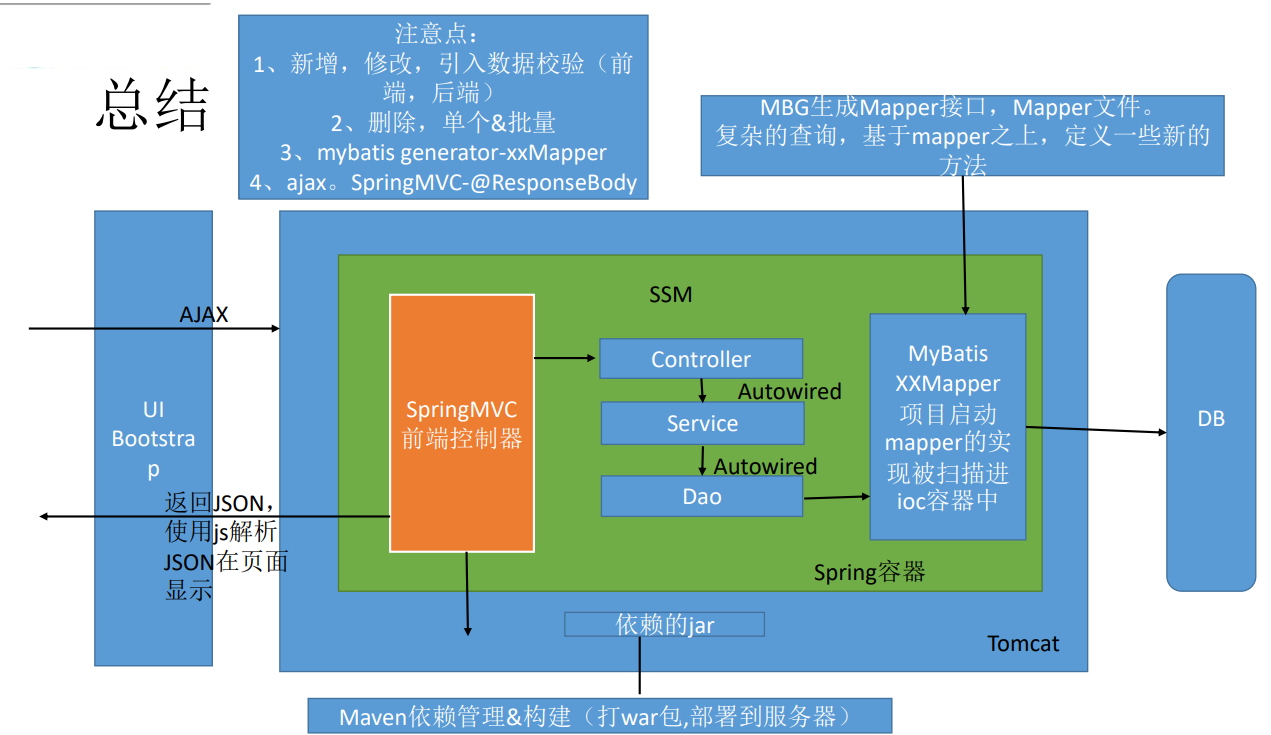 总结
注意点：
1、新增，修改，引入数据校验（前
端，后端）
2、删除，单个&批量
3、mybatis generator-xxMapper
4、ajax。SpringMVC-@ResponseBody
MBG生成Mapper接口，Mapper文件。
复杂的查询，基于mapper之上，定义一些新的
方法
AJAX
UI
Bootstra
p
返回JSON，
使用js解析
JSON在页面
显示
SSM
SpringMVC
前端控制器
Controller
Autowired
Service
Autowired
Dao
MyBatis
XXMapper
项目启动
mapper的实
现被扫描进
ioc容器中
Spring容器
DB
依赖的jar
Tomcat
Maven依赖管理&构建（打war包,部署到服务器）